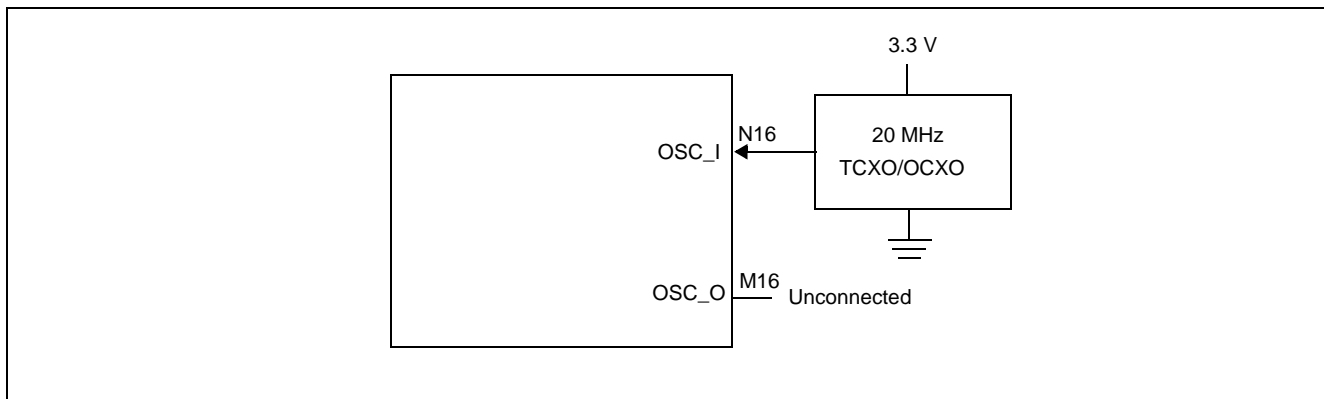 3.3 V
N16
20 MHz
OSC_I
TCXO/OCXO
M16
OSC_O
Unconnected